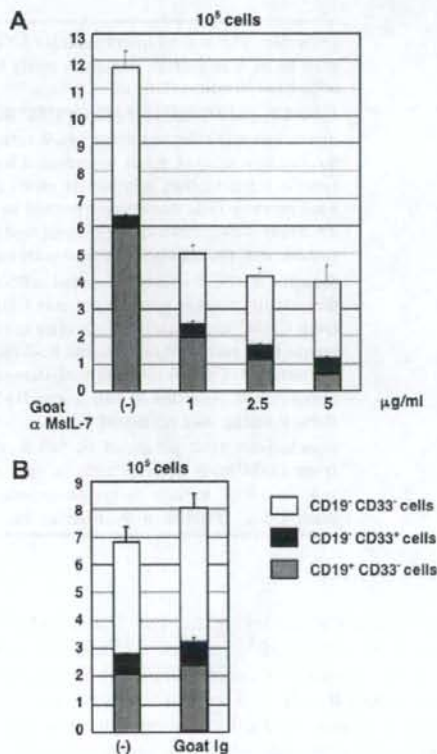 A
10⁵ cells
13
12
11
10
9
8
7
6
5
4
3
2
1
0
Goat α MsIL-7
(-) 1 2.5 5 μg/ml
B
10⁵ cells
9
8
7
6
5
4
3
2
1
0
(-) Goat Ig
CD19⁻ CD33⁻ cells
CD19⁻ CD33⁺ cells
CD19⁺ CD33⁻ cells